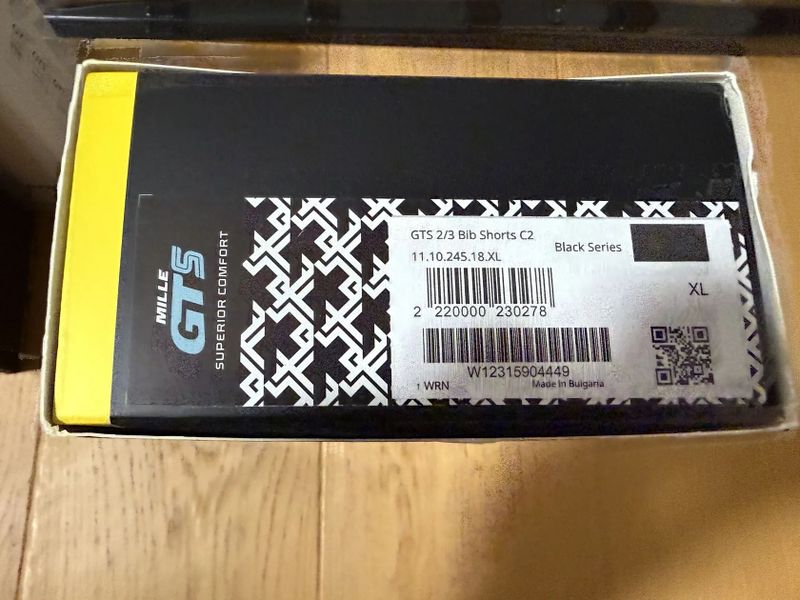 MILLE
GTS
SUPERIOR COMFORT
GTS 2/3 Bib Shorts C2
Black Series
11.10.245.18.XL
XL
2 220000 230278
W12315904449
1 WRN
Made in Bulgaria